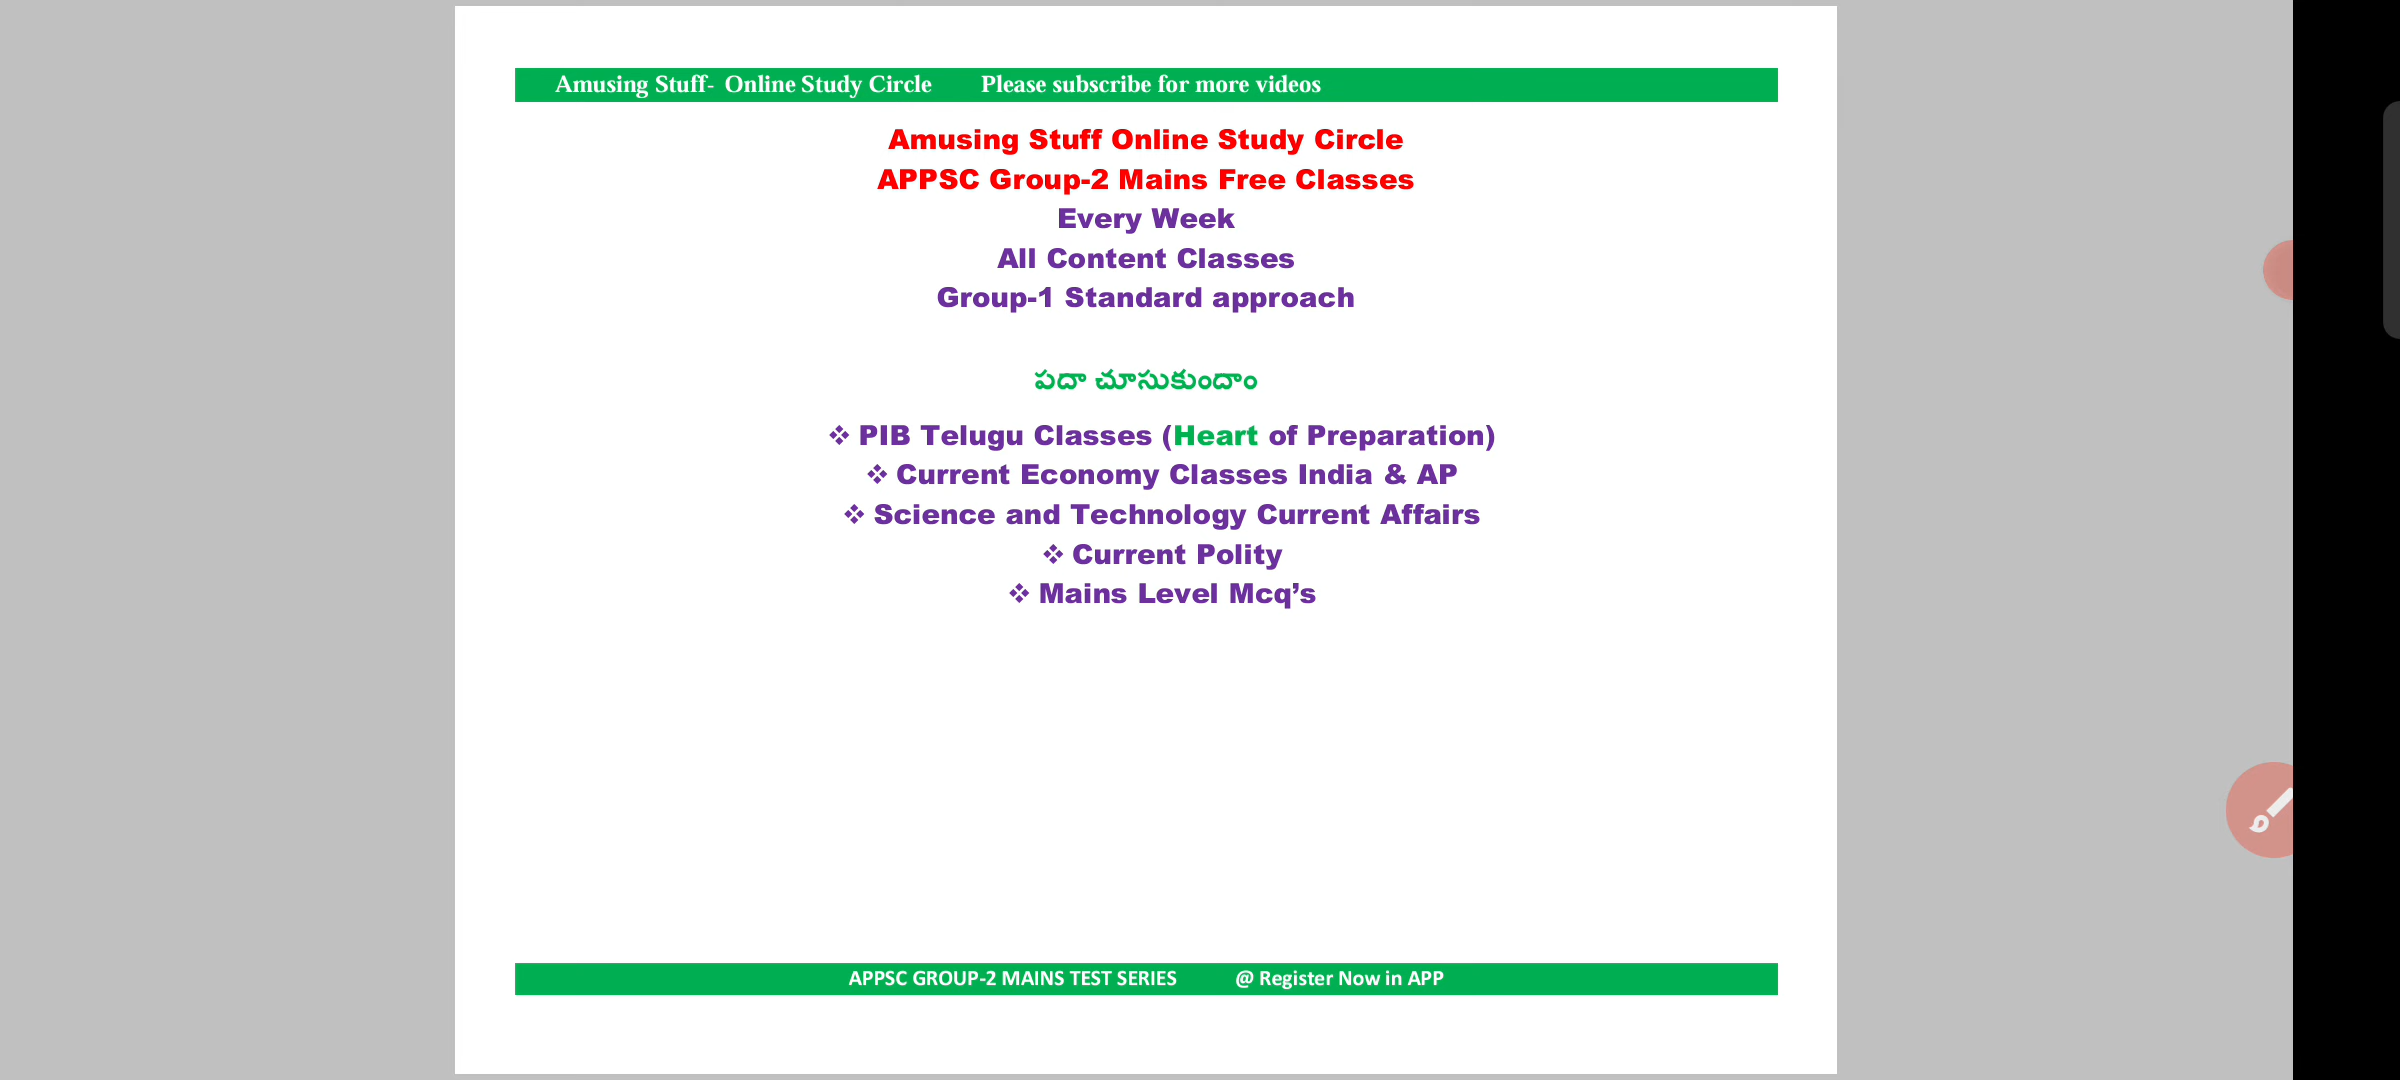 Amusing Stuff- Online Study Circle Please subscribe for more videos
Amusing Stuff Online Study Circle
APPSC Group-2 Mains Free Classes
Every Week
All Content Classes
Group-1 Standard approach
పదా చూసుకుందాం
❖ PIB Telugu Classes (Heart of Preparation)
❖ Current Economy Classes India & AP
❖ Science and Technology Current Affairs
❖ Current Polity
❖ Mains Level Mcq’s
APPSC GROUP-2 MAINS TEST SERIES @ Register Now in APP